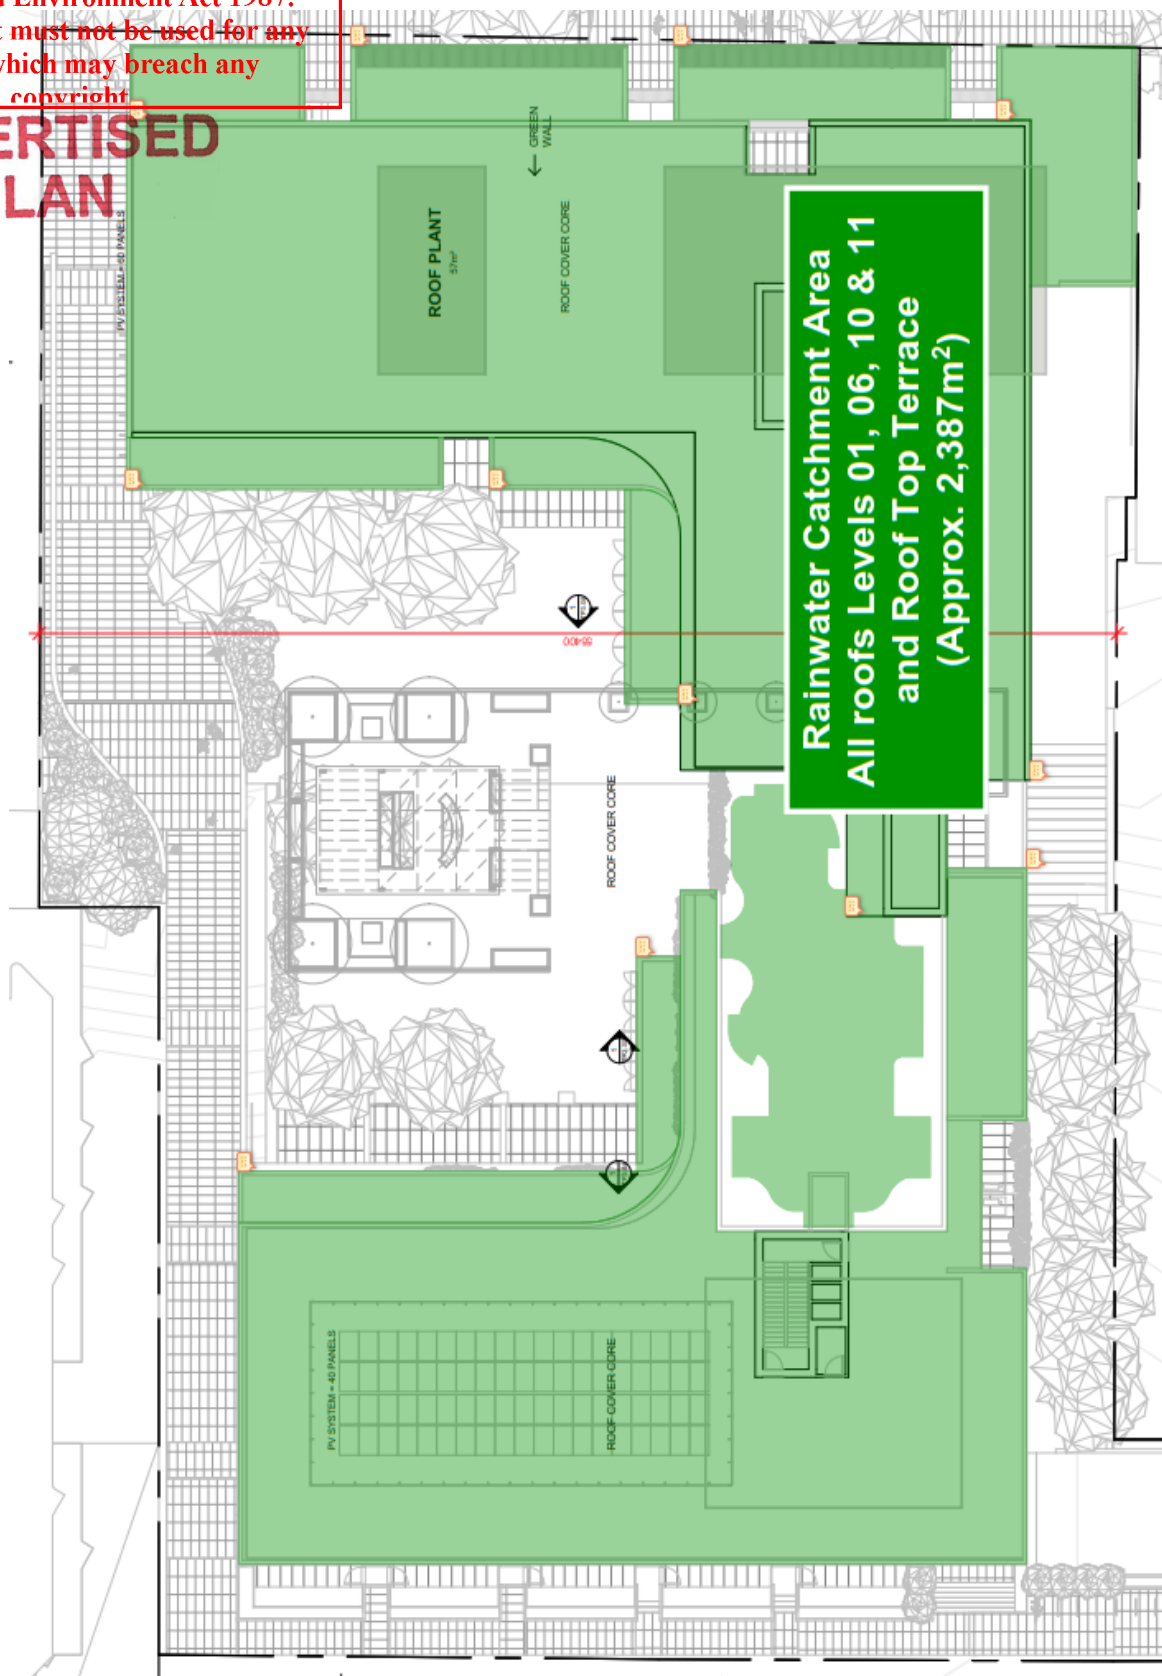 Environment Act 1987.
must not be used for any
which may breach any
copyright
ERTISED
LAN
GREEN
WALL
PV SYSTEM = 60 PANELS
ROOF PLANT
57m²
ROOF COVER CORE
Rainwater Catchment Area
All roofs Levels 01, 06, 10 & 11
and Roof Top Terrace
(Approx. 2,387m²)
55400
ROOF COVER CORE
PV SYSTEM = 40 PANELS
ROOF COVER CORE